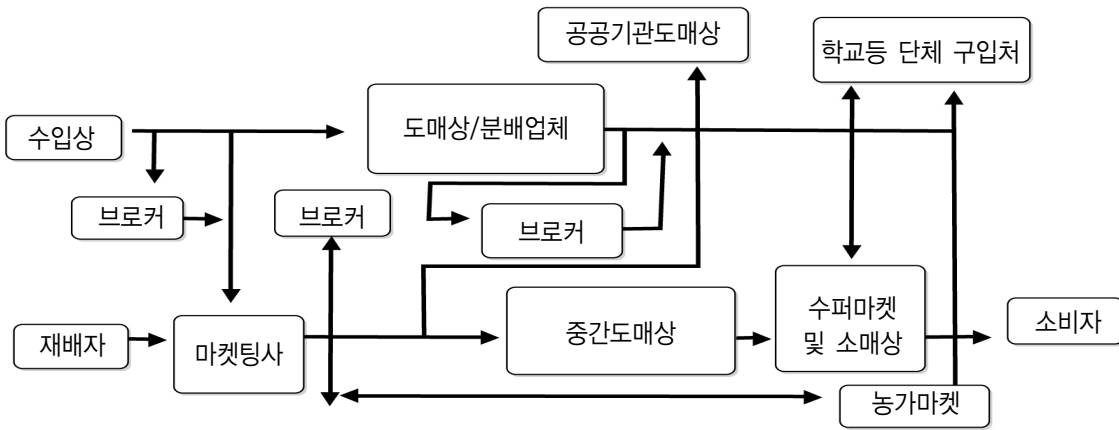 공공기관도매상
학교등 단체 구입처
수입상
도매상/분배업체
브로커
브로커
브로커
재배자
마켓팅사
중간도매상
수퍼마켓
및 소매상
소비자
농가마켓